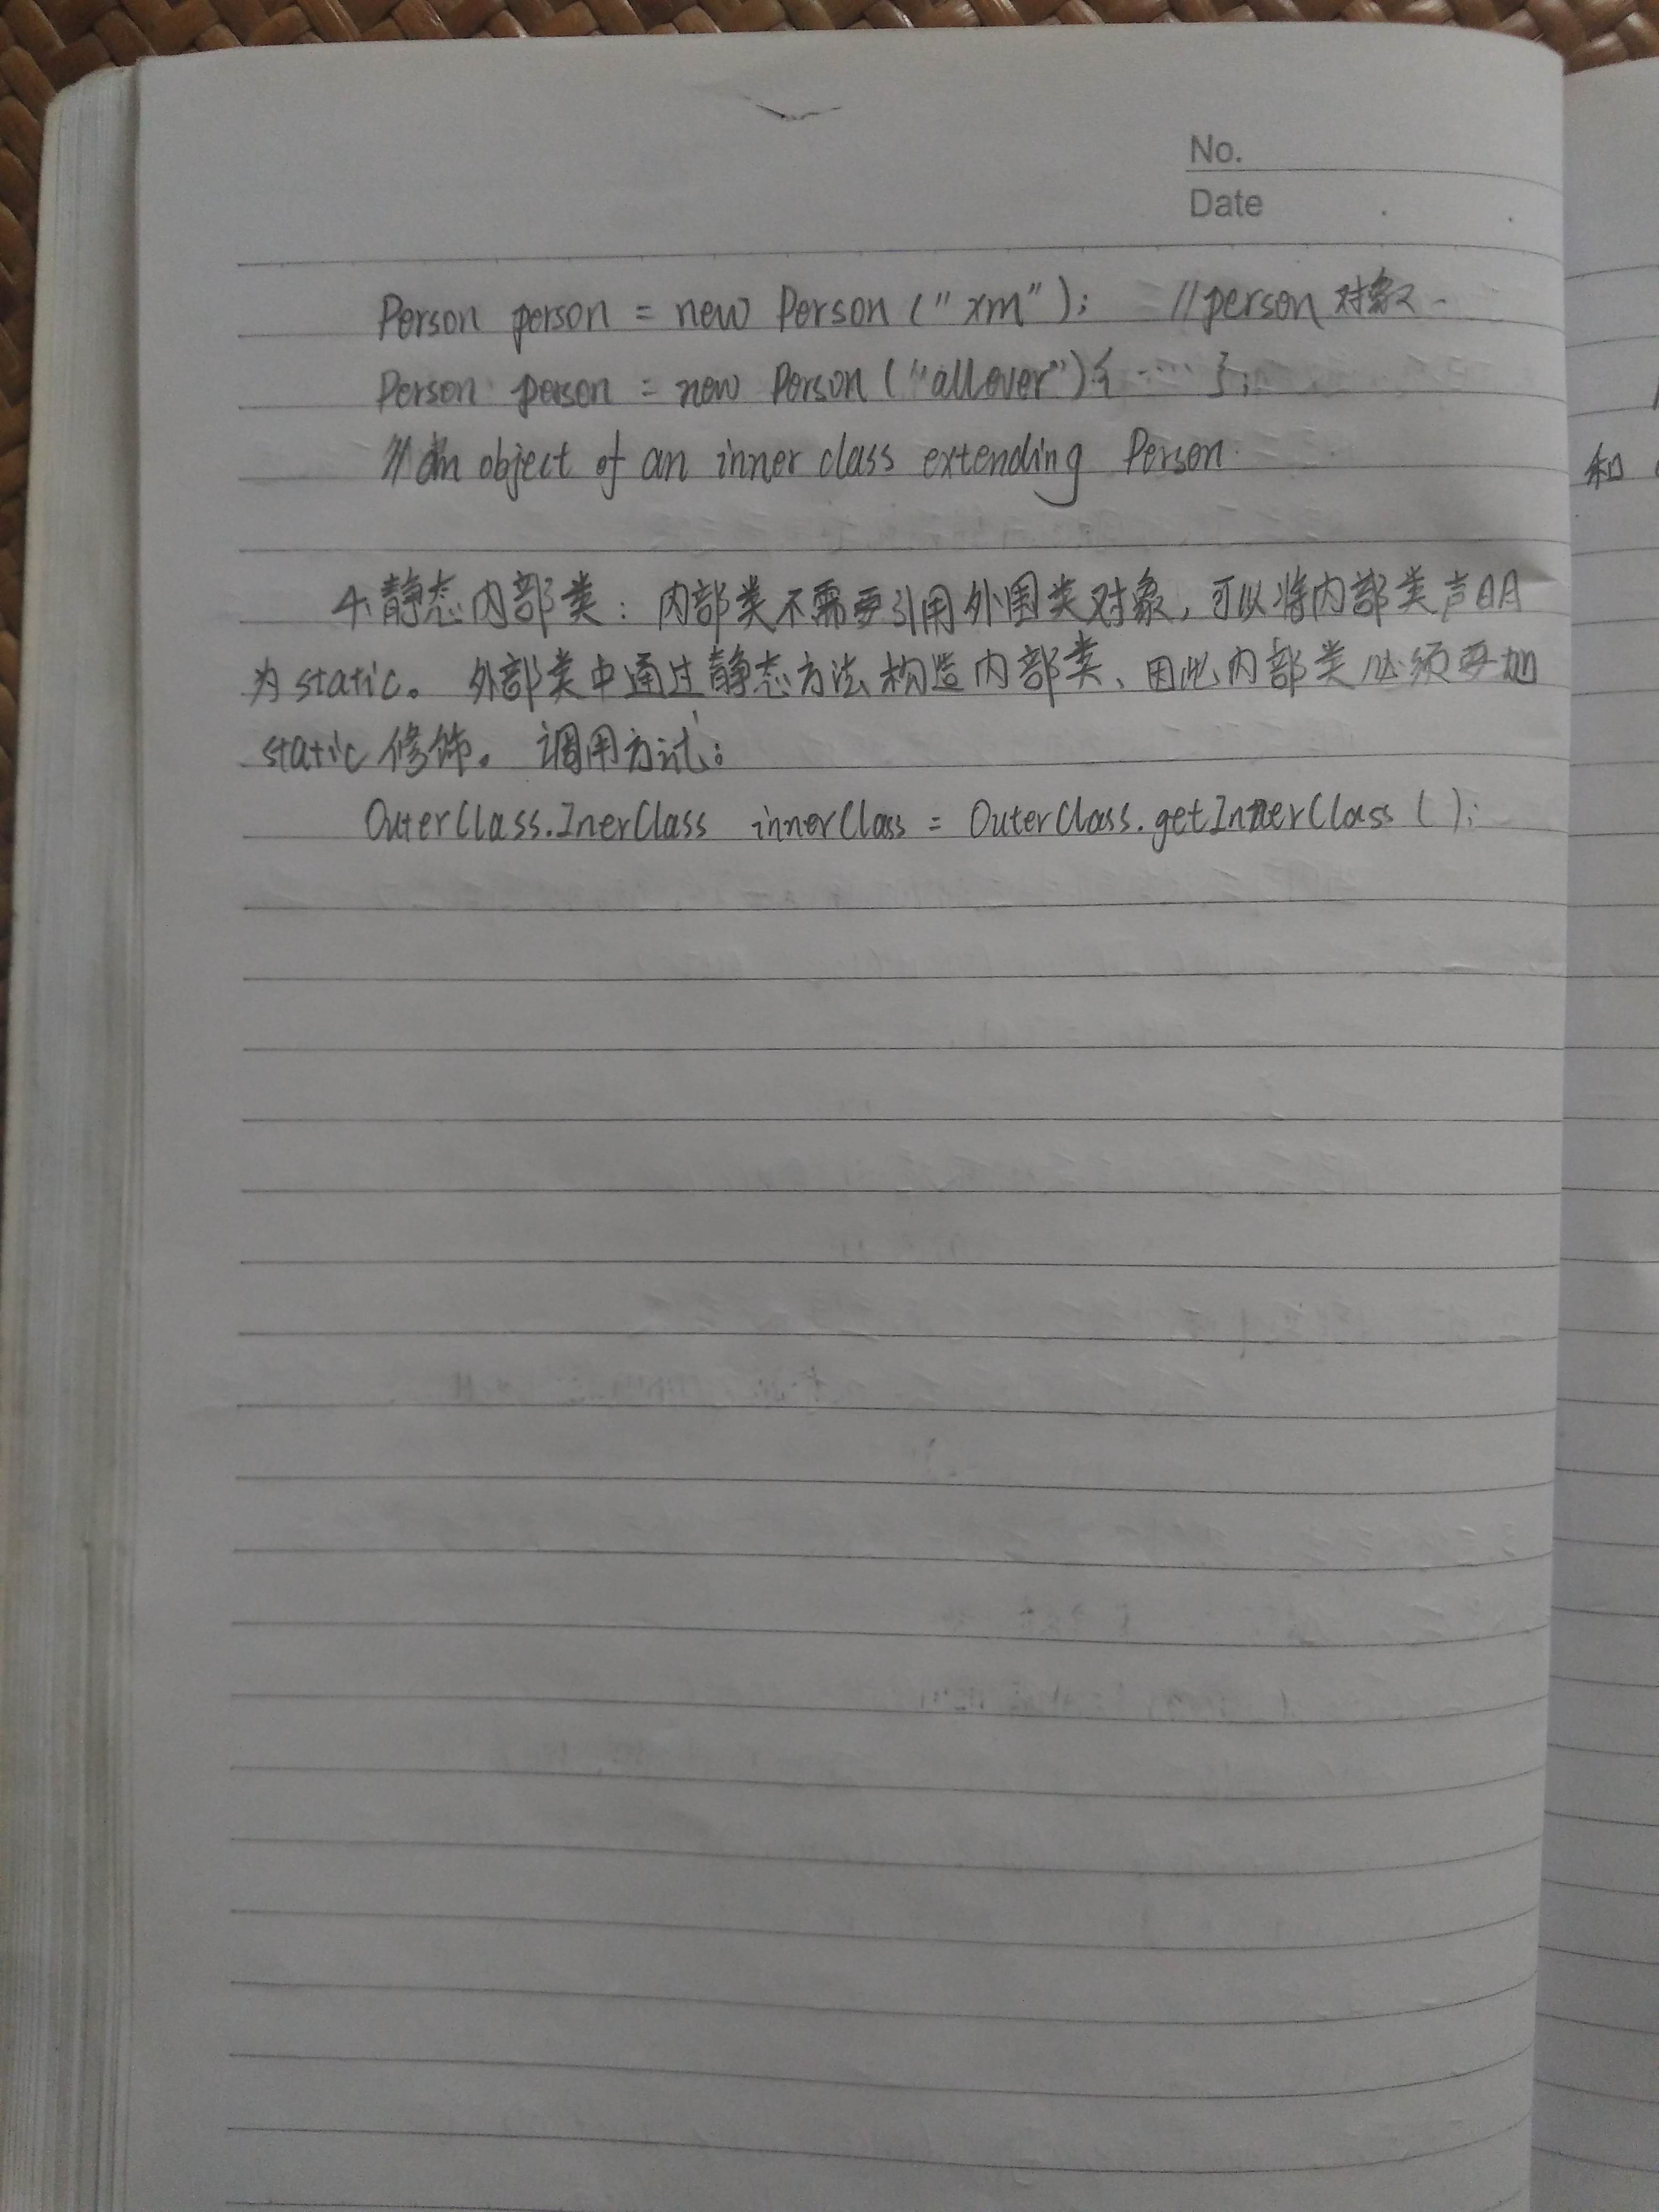 No.
Date
Person person = new Person ("xm"); //person 对象
Person person = new Person ("allover"){ ······ };
//an object of an inner class extending Person.
4、静态内部类：内部类不需要引用外围类对象，可以将内部类声明
为static。 外部类中通过静态方法构造内部类、因此内部类必须要加
static修饰。 调用方式：
OuterClass.InerClass innerClass = OuterClass.getInnerClass ( );
和